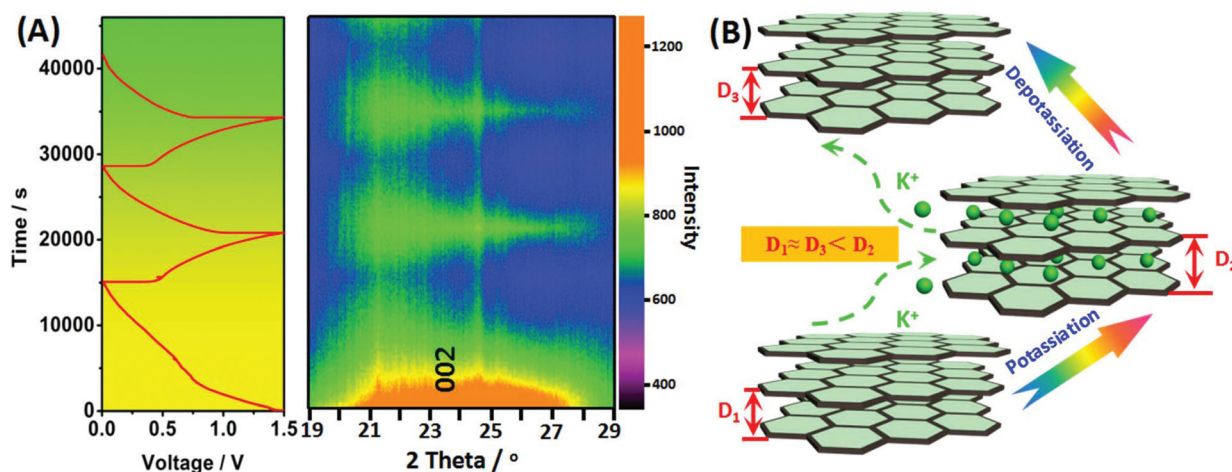 (A)
Time / s
40000
30000
20000
10000
0
0.0 0.5 1.0 1.5
Voltage / V
002
19 21 23 25 27 29
2 Theta / °
1200
1000
800
600
400
Intensity
(B)
D3
Depotassiation
K+
D1≈ D3< D2
K+
Potassiation
D1